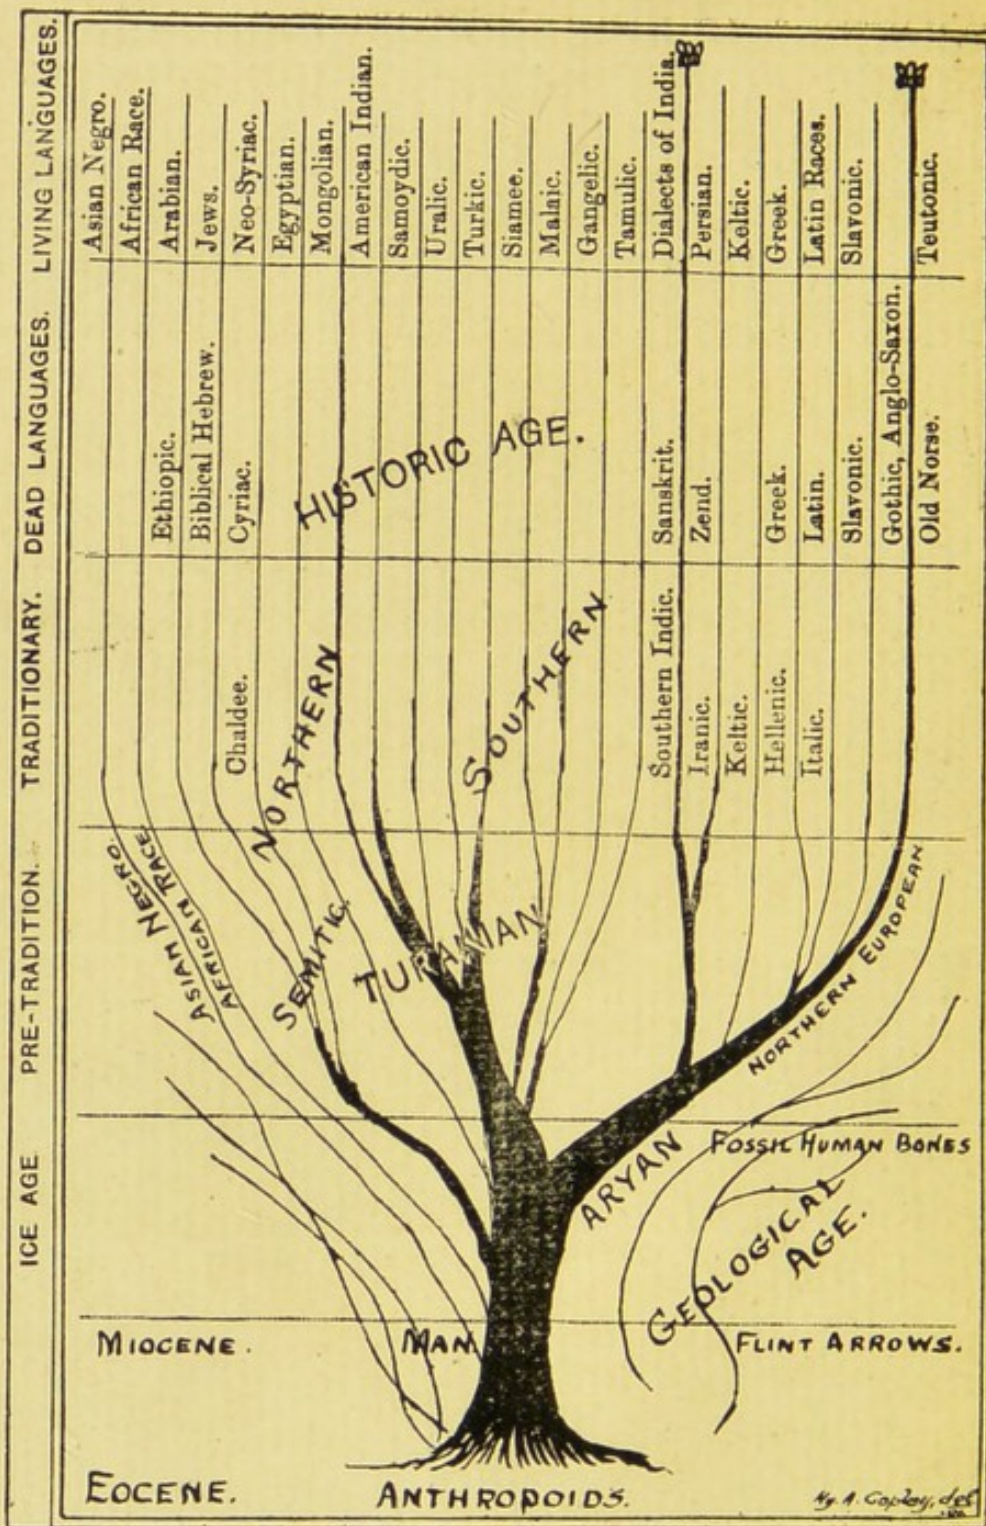 LIVING LANGUAGES.
DEAD LANGUAGES.
TRADITIONARY.
PRE-TRADITION.
ICE AGE
Asian Negro.
African Race.
Arabian.
Jews.
Neo-Syriac.
Egyptian.
Mongolian.
American Indian.
Samoydic.
Uralic.
Turkic.
Siamee.
Malaic.
Gangelic.
Tamulic.
Dialects of India.
Persian.
Keltic.
Greek.
Latin Races.
Slavonic.
Teutonic.
Ethiopic.
Biblical Hebrew.
Cyriac.
HISTORIC AGE.
Sanskrit.
Zend.
Greek.
Latin.
Slavonic.
Gothic, Anglo-Saxon.
Old Norse.
Chaldee.
NORTHERN
SOUTHERN
Southern Indic.
Iranic.
Keltic.
Hellenic.
Italic.
ASIAN NEGRO.
AFRICAN RACE.
SEMITIC.
TURANIAN
NORTHERN EUROPEAN
ARYAN
FOSSIL HUMAN BONES
GEOLOGICAL
AGE.
MIOCENE.
MAN.
FLINT ARROWS.
EOCENE.
ANTHROPOIDS.
Hy. A. Copley, del.